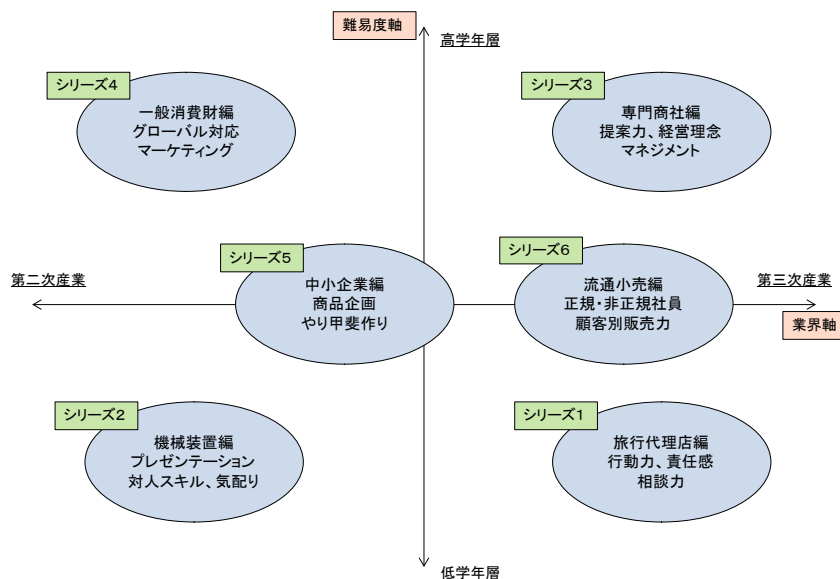 難易度軸
高学年層
シリーズ4
一般消費財編
グローバル対応
マーケティング
シリーズ3
専門商社編
提案力、経営理念
マネジメント
第二次産業
シリーズ5
中小企業編
商品企画
やり甲斐作り
シリーズ6
流通小売編
正規・非正規社員
顧客別販売力
第三次産業
業界軸
シリーズ2
機械装置編
プレゼンテーション
対人スキル、気配り
シリーズ1
旅行代理店編
行動力、責任感
相談力
低学年層